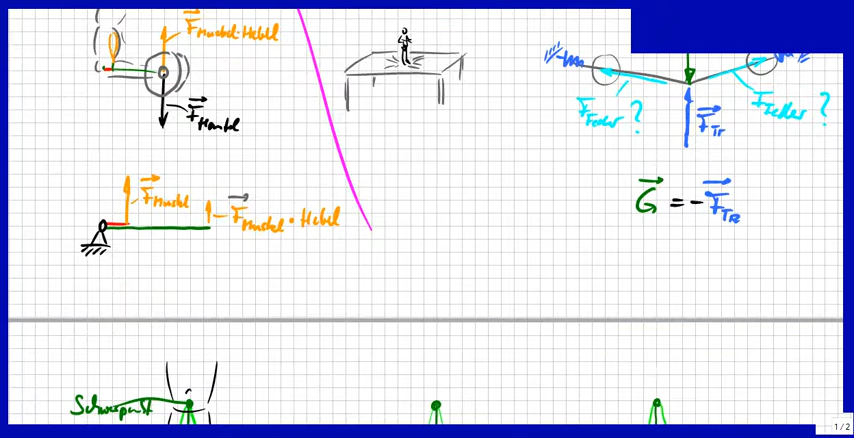 F Muskel·Hebel
F Hantel
F Muskel
F Muskel · Hebel
F Feder ?
F Feder ?
F Tr
G = - F Tr
Schwerpunkt
1 / 2